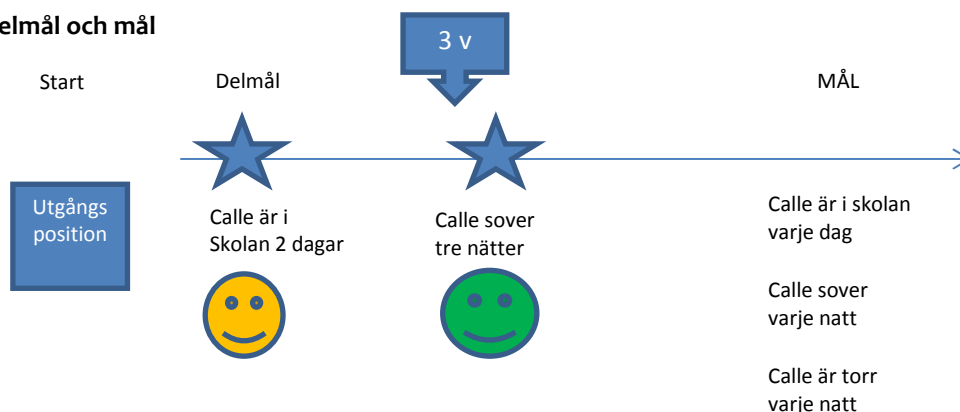 elmål och mål
3 v
Start
Delmål
MÅL
Utgångs
position
Calle är i
Skolan 2 dagar
Calle sover
tre nätter
Calle är i skolan
varje dag
Calle sover
varje natt
Calle är torr
varje natt